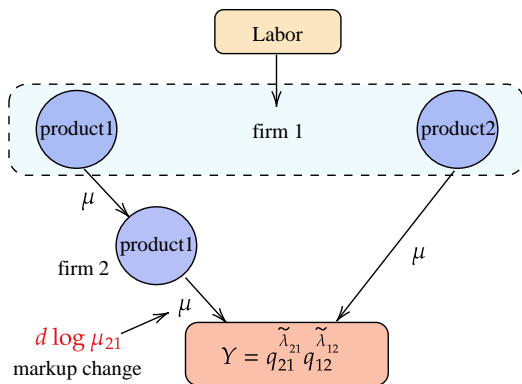 Labor
product1
firm 1
product2
μ
product1
firm 2
μ
μ
d log μ₂₁
markup change
Y = q₂₁^λ̃₂₁ q₁₂^λ̃₁₂